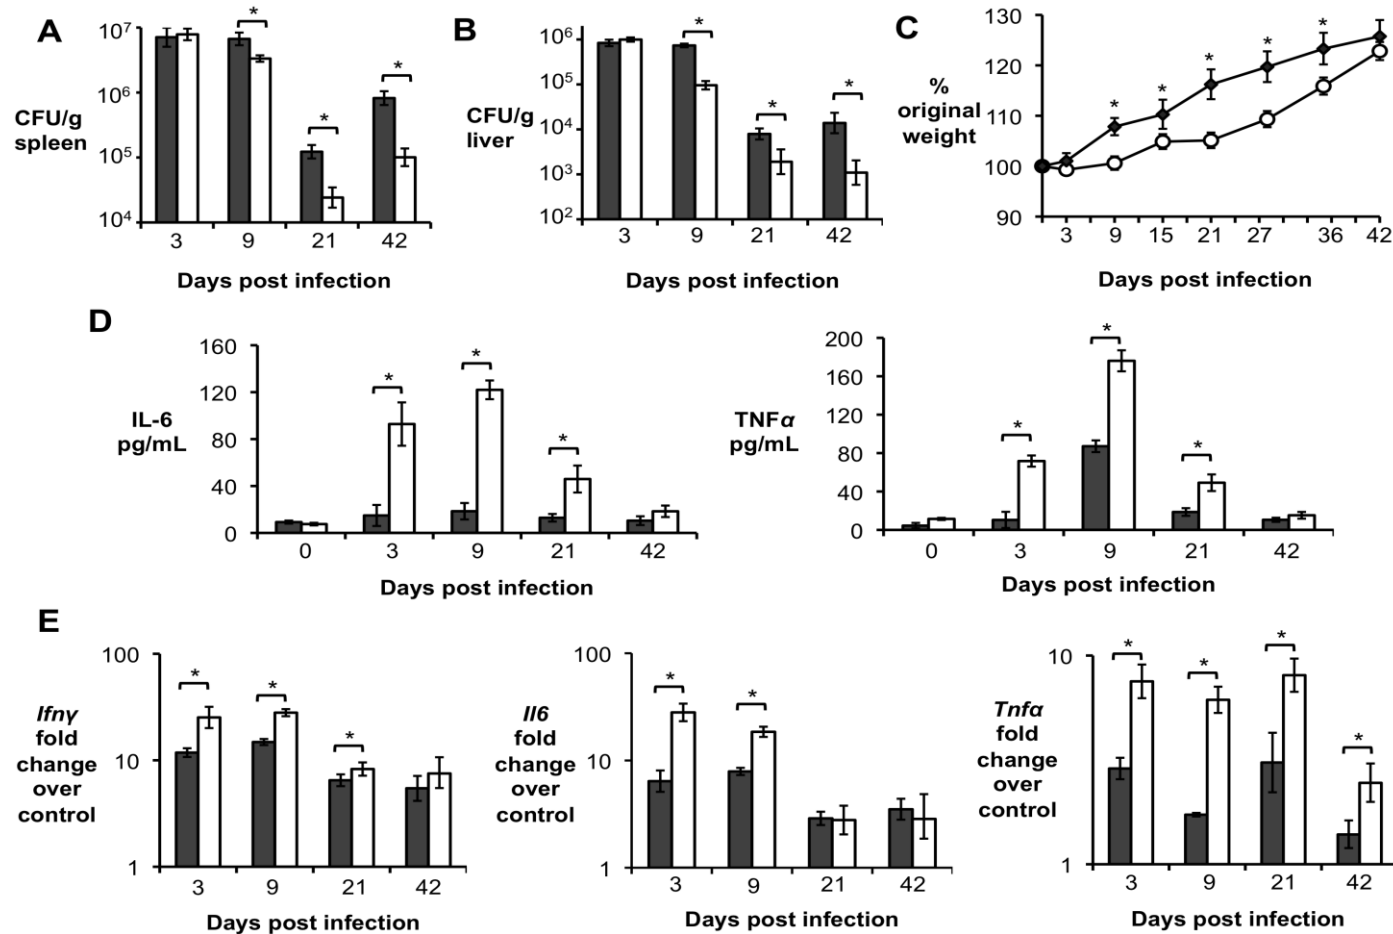 A
CFU/g
spleen
10⁷
10⁶
10⁵
10⁴
*
*
*
3 9 21 42
Days post infection
B
CFU/g
liver
10⁶
10⁵
10⁴
10³
10²
*
*
*
3 9 21 42
Days post infection
C
%
original
weight
130
120
110
100
90
* * * * * *
3 9 15 21 27 36 42
Days post infection
D
IL-6
pg/mL
160
120
80
40
0
* * *
0 3 9 21 42
Days post infection
TNFα
pg/mL
200
160
120
80
40
0
* * *
0 3 9 21 42
Days post infection
E
Ifnγ
fold
change
over
control
100
10
1
* * *
3 9 21 42
Days post infection
Il6
fold
change
over
control
100
10
1
* *
3 9 21 42
Days post infection
Tnfα
fold
change
over
control
10
1
* * * *
3 9 21 42
Days post infection